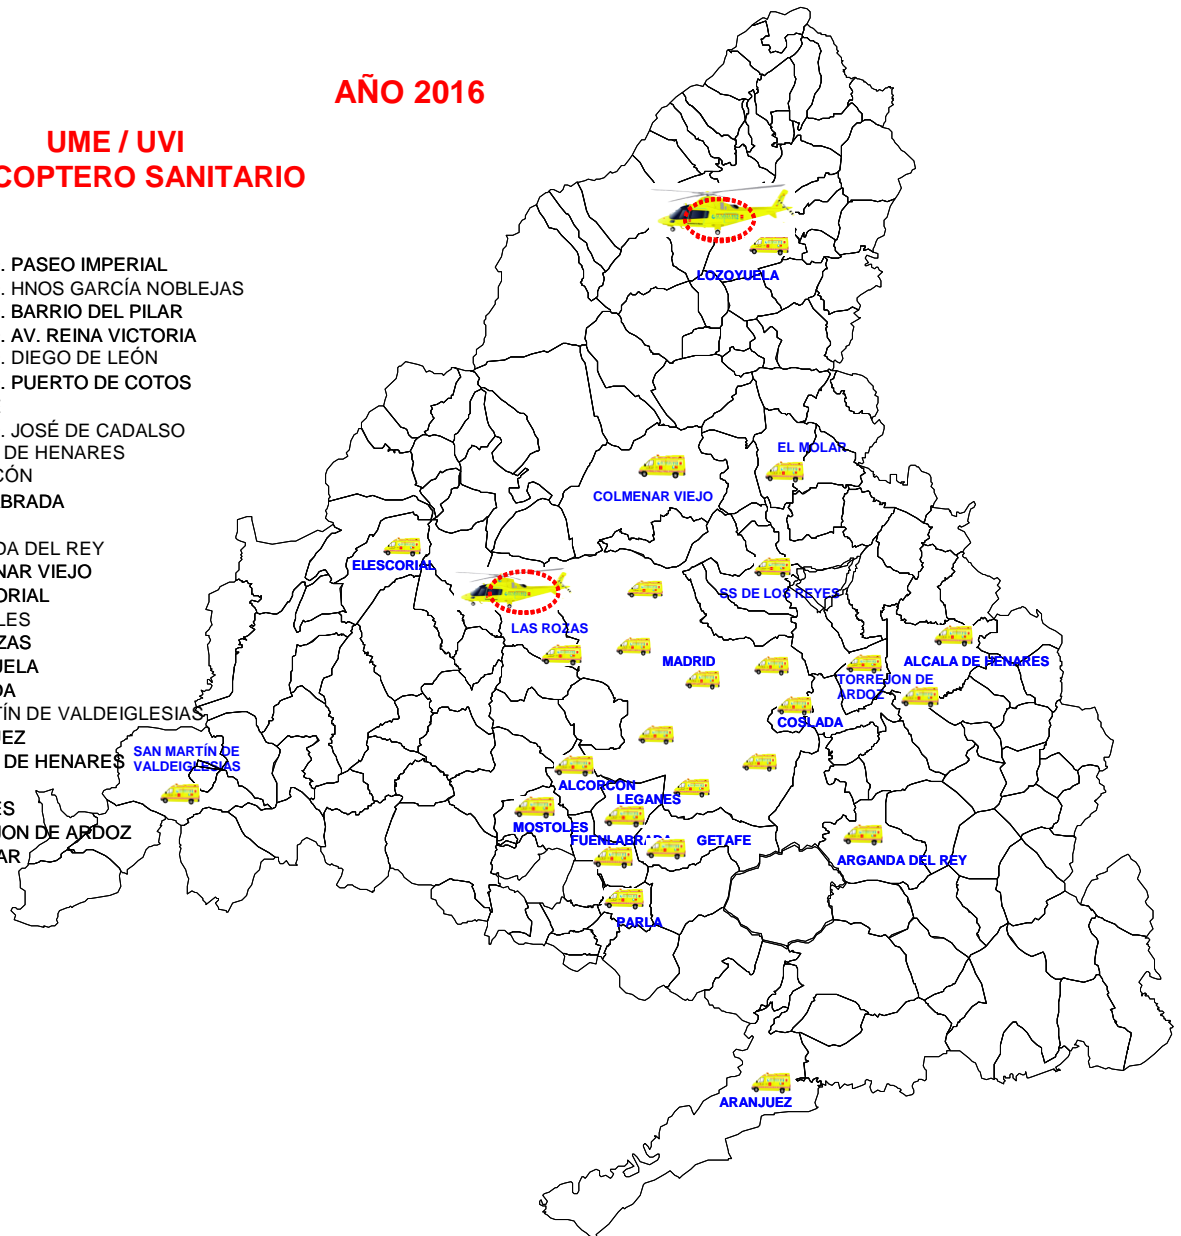 AÑO 2016
UME / UVI
COPTERO SANITARIO
. PASEO IMPERIAL
. HNOS GARCÍA NOBLEJAS
. BARRIO DEL PILAR
. AV. REINA VICTORIA
. DIEGO DE LEÓN
. PUERTO DE COTOS
. JOSÉ DE CADALSO
DE HENARES
CÓN
BRADA
DA DEL REY
NAR VIEJO
ORIAL
LES
ZAS
UELA
DA
TÍN DE VALDEIGLESIAS
UEZ
DE HENARES
ES
JON DE ARDOZ
AR
LOZOYUELA
EL MOLAR
COLMENAR VIEJO
ELESCORIAL
SS DE LOS REYES
LAS ROZAS
MADRID
ALCALA DE HENARES
TORREJON DE
ARDOZ
COSLADA
SAN MARTÍN DE
VALDEIGLESIAS
ALCORCON
LEGANES
MOSTOLES
FUENLABRADA
GETAFE
ARGANDA DEL REY
PARLA
ARANJUEZ